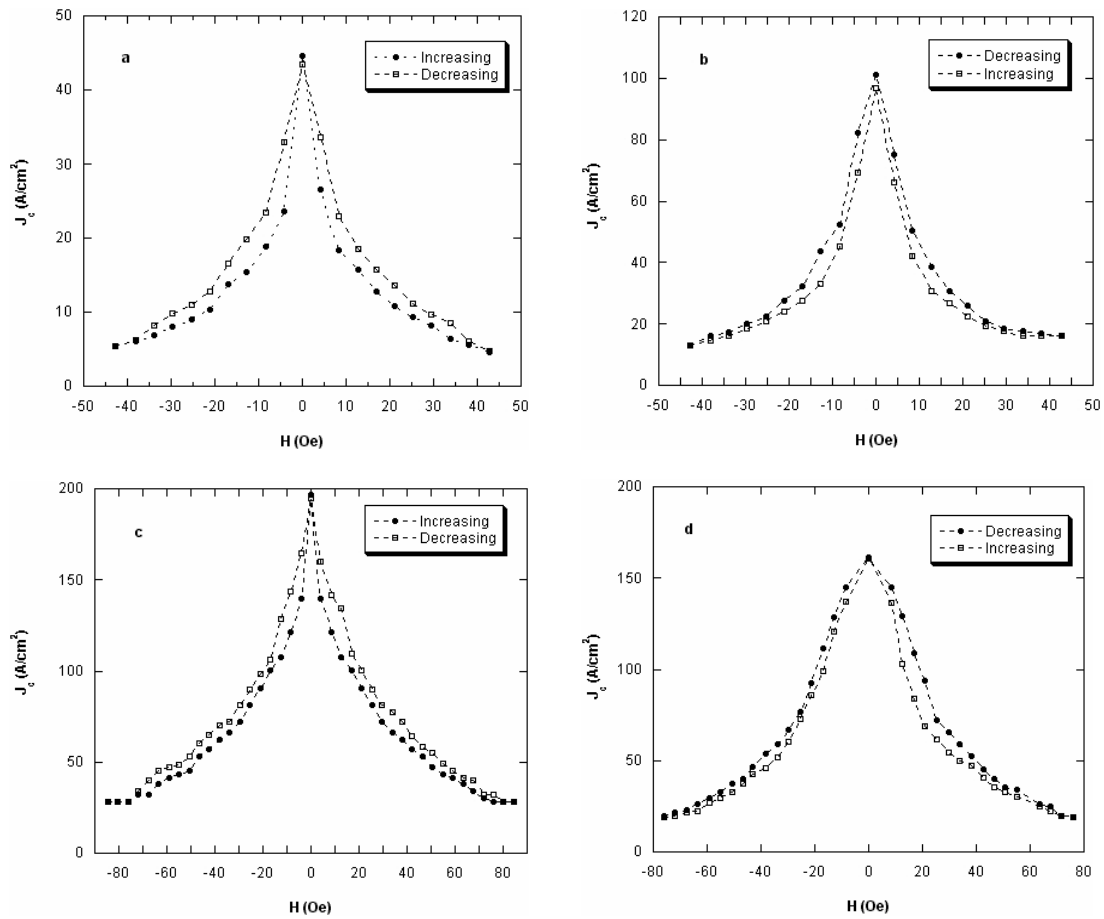 a
Increasing
Decreasing
50
40
30
20
10
0
J_c (A/cm²)
-50 -40 -30 -20 -10 0 10 20 30 40 50
H (Oe)
b
Decreasing
Increasing
120
100
80
60
40
20
0
J_c (A/cm²)
-50 -40 -30 -20 -10 0 10 20 30 40 50
H (Oe)
c
Increasing
Decreasing
200
150
100
50
0
J_c (A/cm²)
-80 -60 -40 -20 0 20 40 60 80
H (Oe)
d
Decreasing
Increasing
200
150
100
50
0
J_c (A/cm²)
-80 -60 -40 -20 0 20 40 60 80
H (Oe)